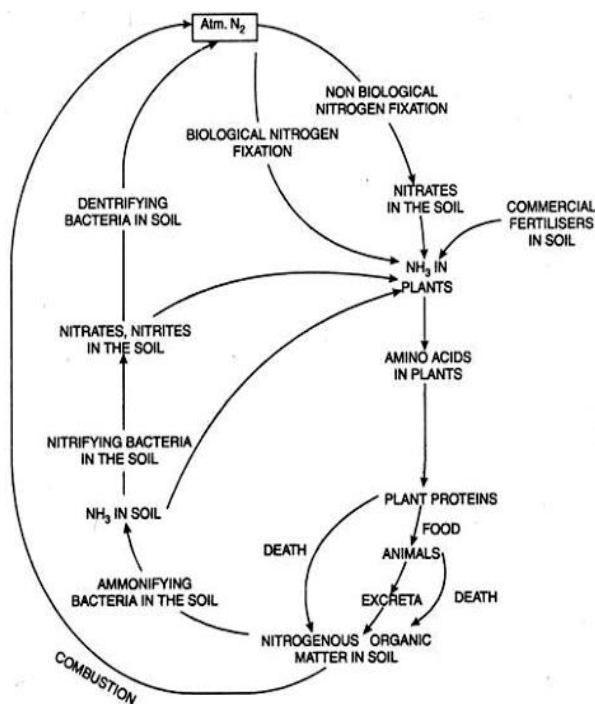 Atm. N₂
NON BIOLOGICAL
NITROGEN FIXATION
BIOLOGICAL NITROGEN
FIXATION
DENTRIFYING
BACTERIA IN SOIL
NITRATES
IN THE SOIL
COMMERCIAL
FERTILISERS
IN SOIL
NH₃ IN
PLANTS
NITRATES, NITRITES
IN THE SOIL
AMINO ACIDS
IN PLANTS
NITRIFYING BACTERIA
IN THE SOIL
PLANT PROTEINS
NH₃ IN SOIL
FOOD
DEATH
ANIMALS
AMMONIFYING
BACTERIA IN THE SOIL
EXCRETA
DEATH
NITROGENOUS ORGANIC
MATTER IN SOIL
COMBUSTION